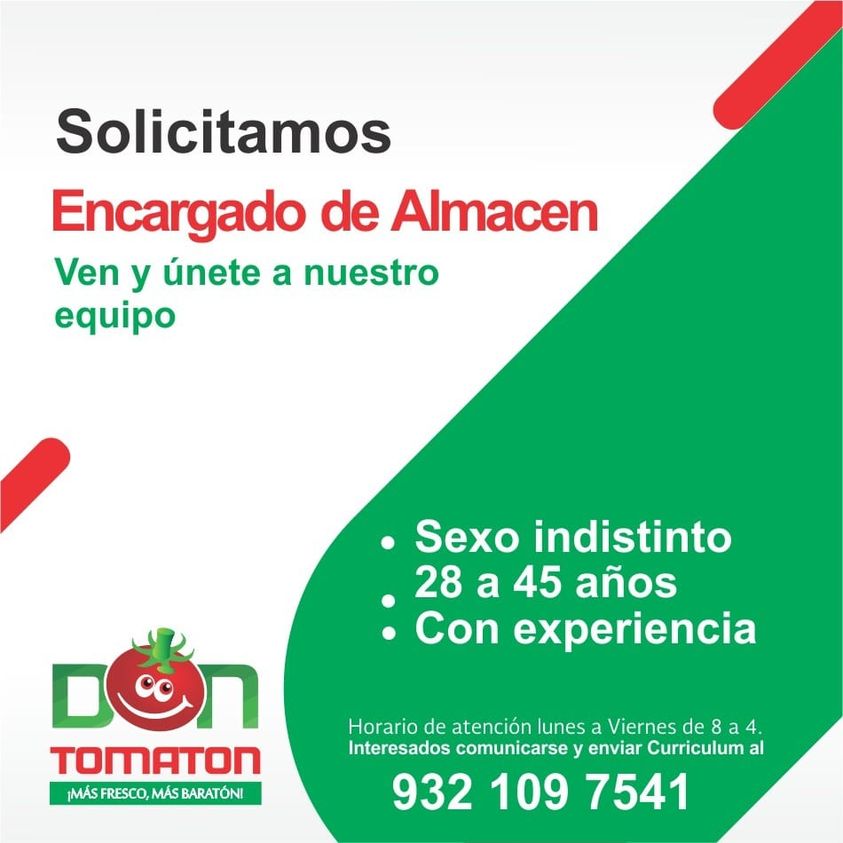 Solicitamos
Encargado de Almacen
Ven y únete a nuestro
equipo
• Sexo indistinto
• 28 a 45 años
• Con experiencia
DON
TOMATON
¡MÁS FRESCO, MÁS BARATÓN!
Horario de atención lunes a Viernes de 8 a 4.
Interesados comunicarse y enviar Curriculum al
932 109 7541